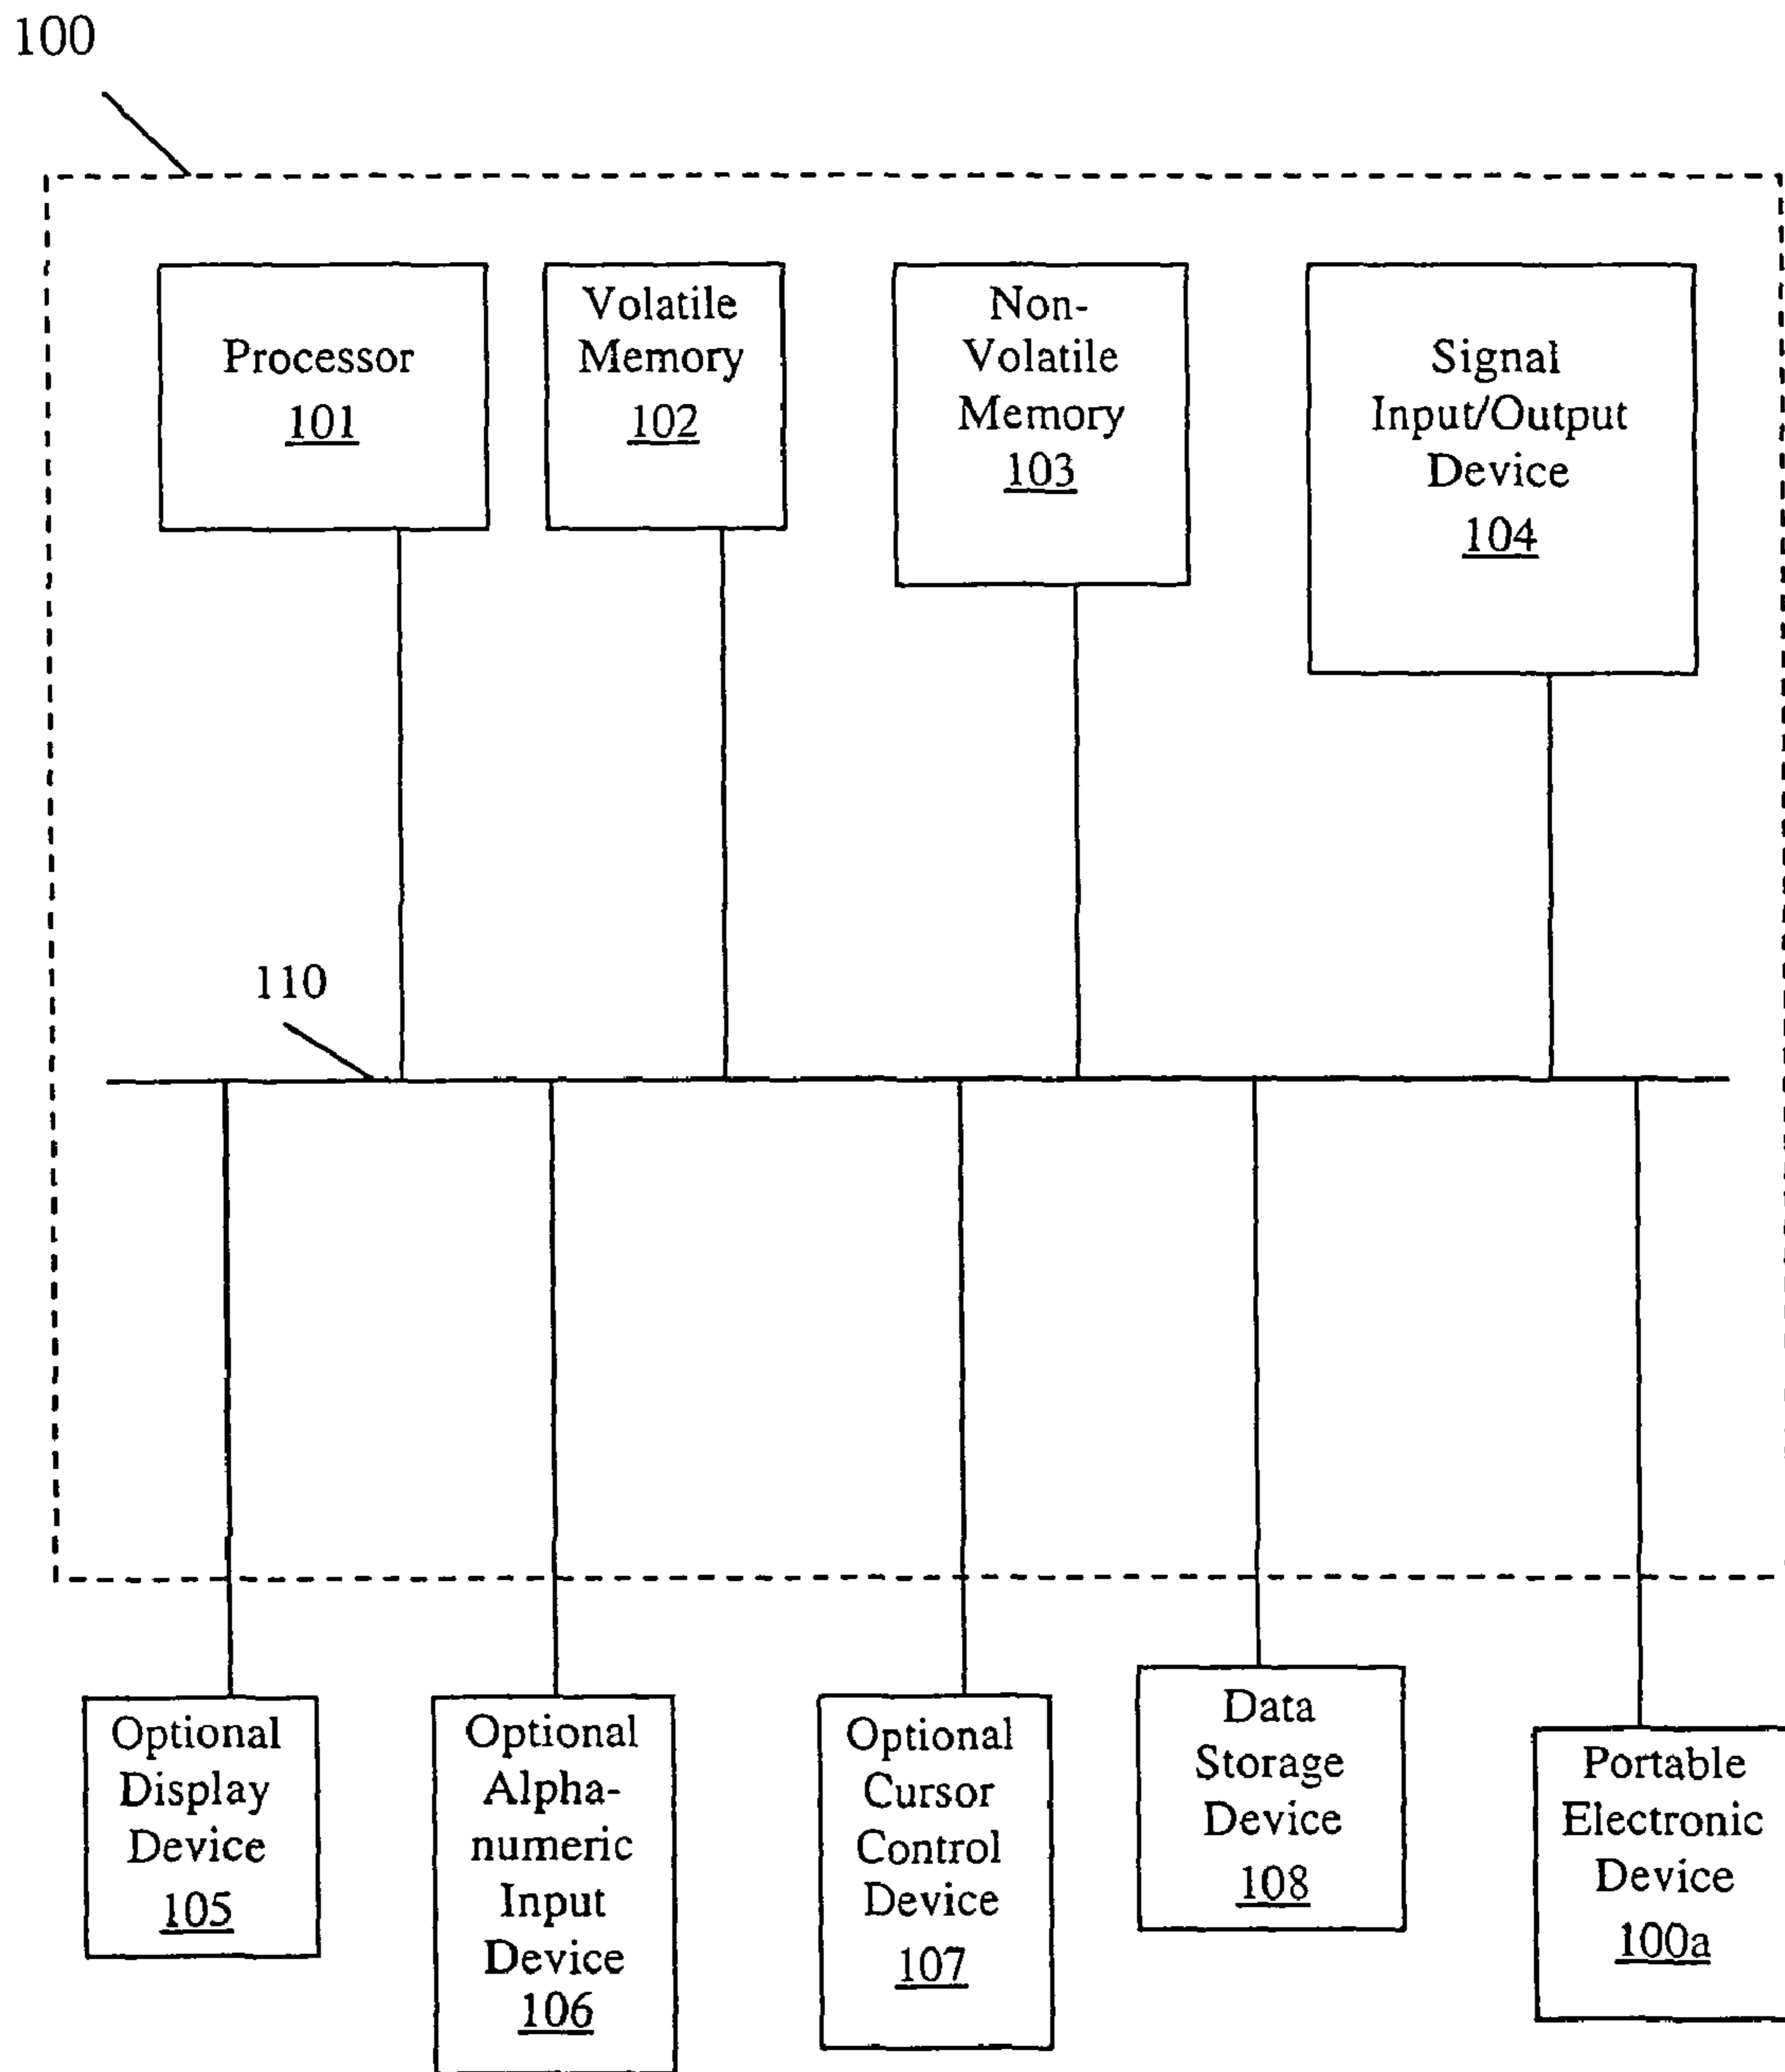 100
Processor
101
Volatile
Memory
102
Non-
Volatile
Memory
103
Signal
Input/Output
Device
104
110
Optional
Display
Device
105
Optional
Alpha-
numeric
Input
Device
106
Optional
Cursor
Control
Device
107
Data
Storage
Device
108
Portable
Electronic
Device
100a